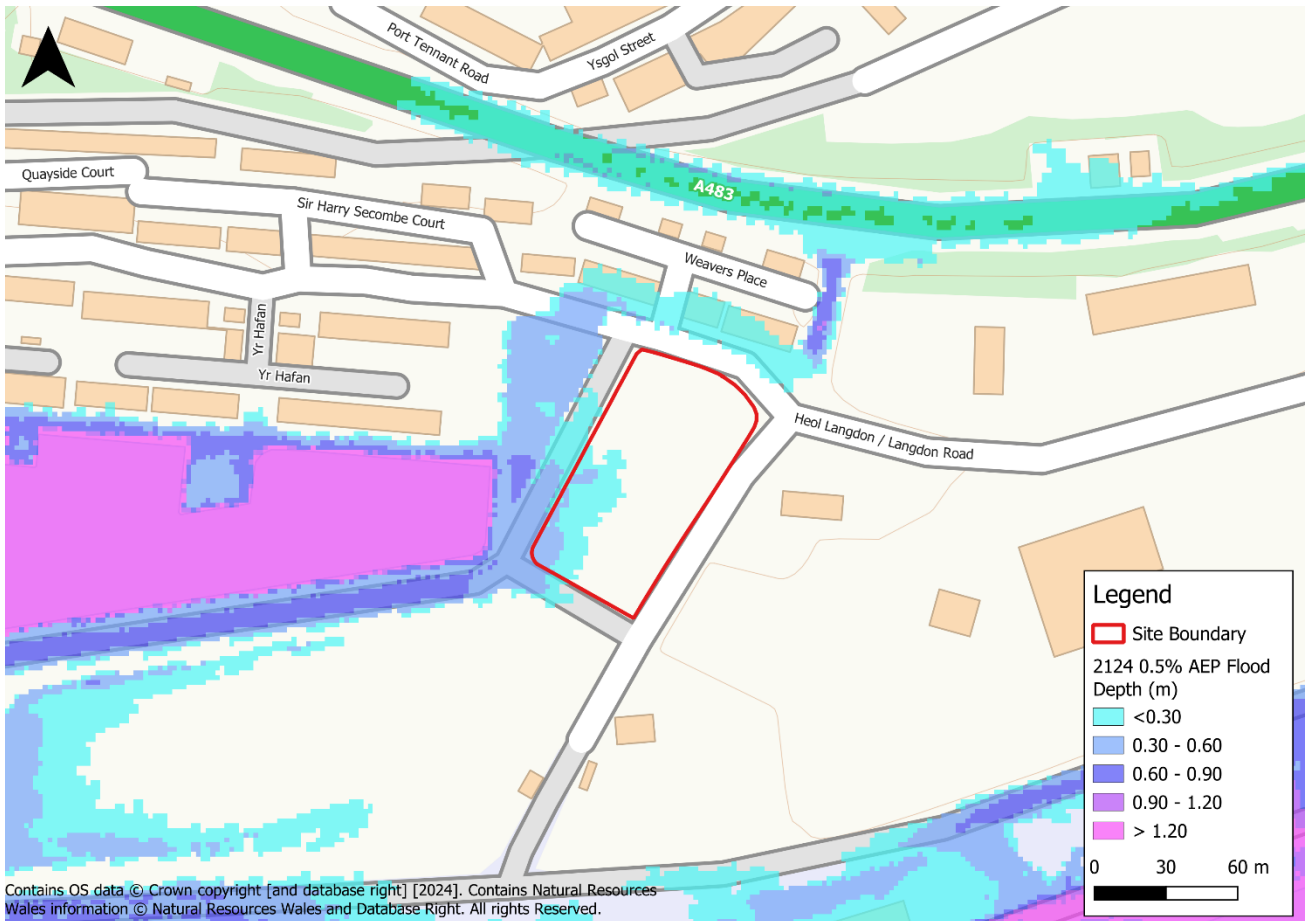 Port Tennant Road
Ysgol Street
Quayside Court
A483
Sir Harry Secombe Court
Weavers Place
Yr Hafan
Yr Hafan
Heol Langdon / Langdon Road
Legend
Site Boundary
2124 0.5% AEP Flood
Depth (m)
<0.30
0.30 - 0.60
0.60 - 0.90
0.90 - 1.20
> 1.20
0 30 60 m
Contains OS data © Crown copyright [and database right] [2024]. Contains Natural Resources
Wales information © Natural Resources Wales and Database Right. All rights Reserved.